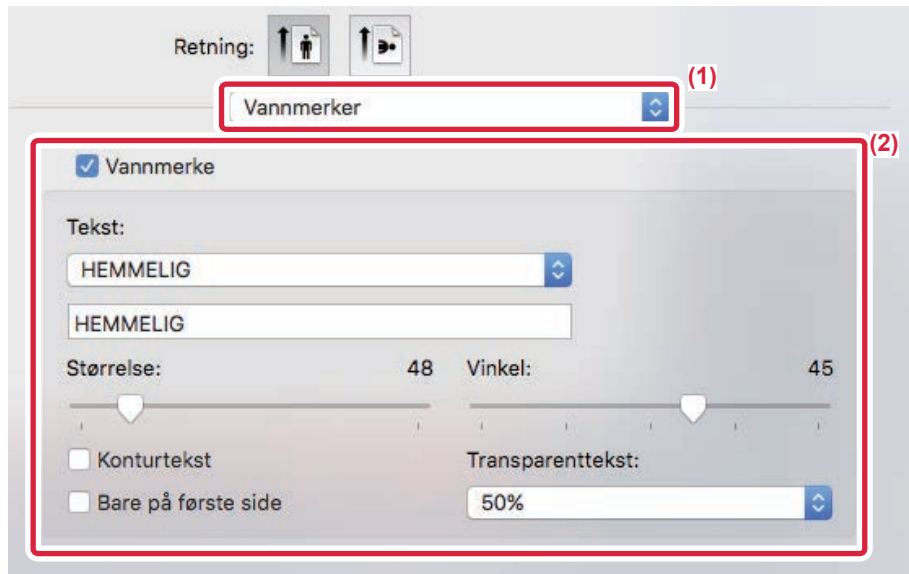 Retning:
(1)
Vannmerker
(2)
Vannmerke
Tekst:
HEMMELIG
HEMMELIG
Størrelse: 48 Vinkel: 45
Konturtekst Transparenttekst:
Bare på første side 50%